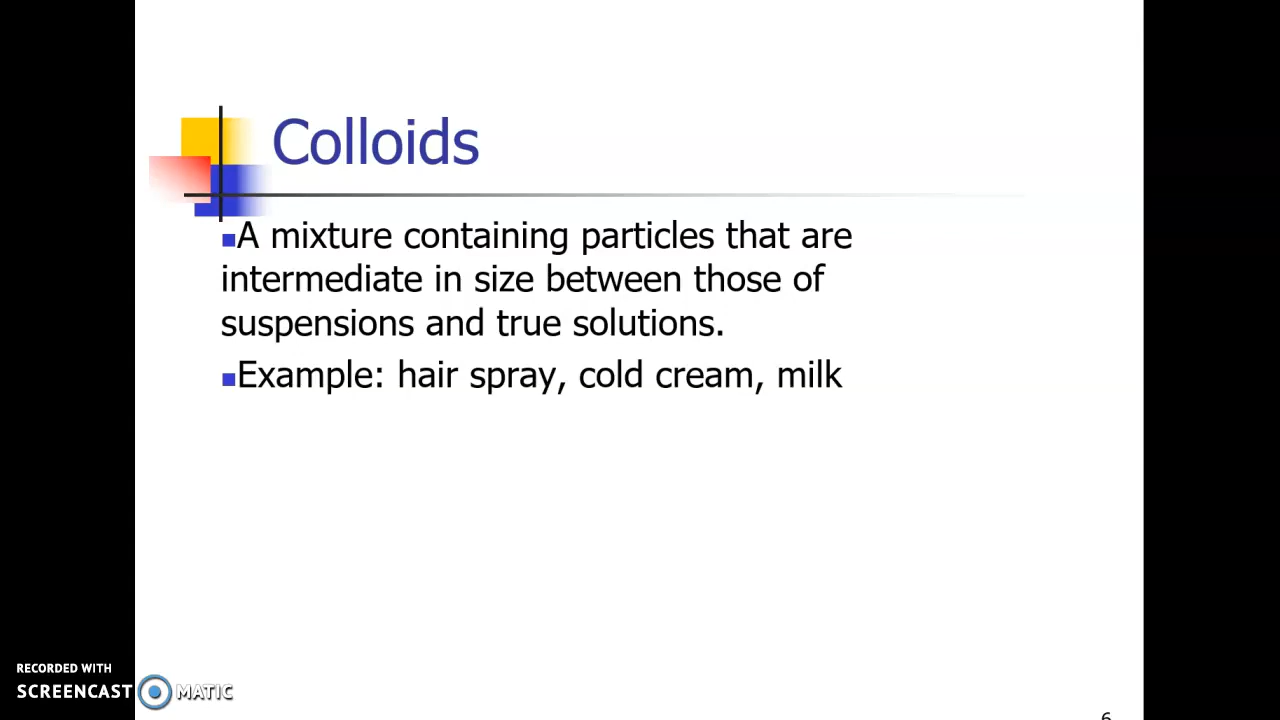 Colloids
A mixture containing particles that are
intermediate in size between those of
suspensions and true solutions.
Example: hair spray, cold cream, milk
RECORDED WITH
SCREENCAST MATIC
6